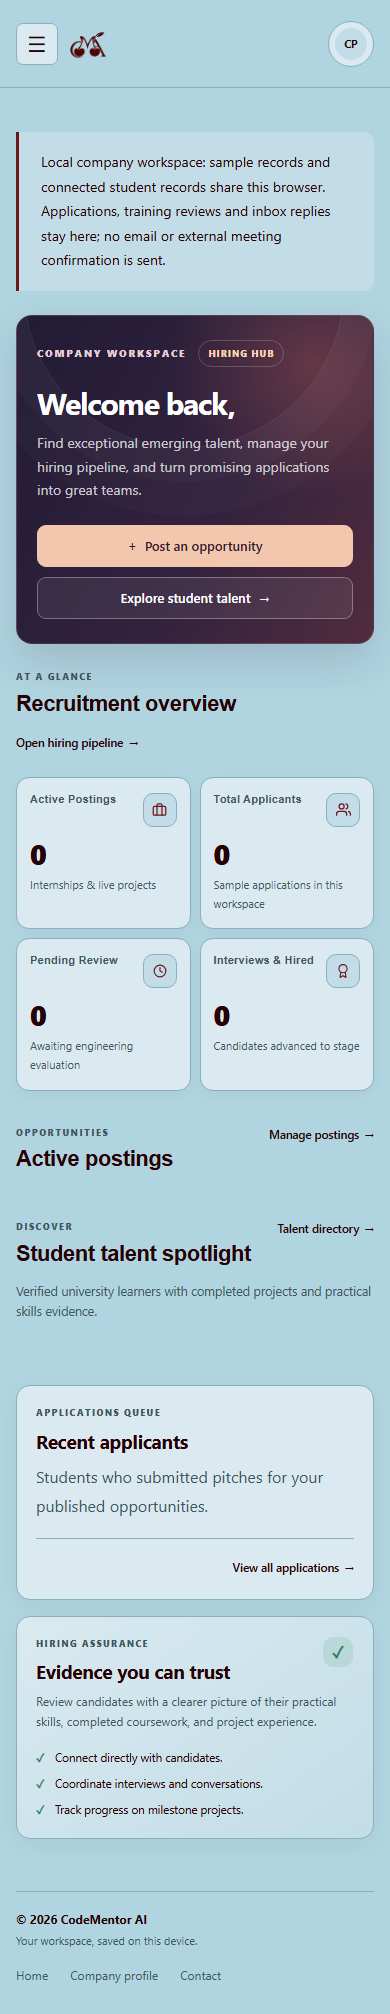 ☰
CP
Local company workspace: sample records and
connected student records share this browser.
Applications, training reviews and inbox replies
stay here; no email or external meeting
confirmation is sent.
COMPANY WORKSPACE
HIRING HUB
Welcome back,
Find exceptional emerging talent, manage your
hiring pipeline, and turn promising applications
into great teams.
+ Post an opportunity
Explore student talent →
AT A GLANCE
Recruitment overview
Open hiring pipeline →
Active Postings
0
Internships & live projects
Total Applicants
0
Sample applications in this
workspace
Pending Review
0
Awaiting engineering
evaluation
Interviews & Hired
0
Candidates advanced to stage
OPPORTUNITIES
Active postings
Manage postings →
DISCOVER
Student talent spotlight
Talent directory →
Verified university learners with completed projects and practical
skills evidence.
APPLICATIONS QUEUE
Recent applicants
Students who submitted pitches for your
published opportunities.
View all applications →
HIRING ASSURANCE
Evidence you can trust
✓
Review candidates with a clearer picture of their practical
skills, completed coursework, and project experience.
✓ Connect directly with candidates.
✓ Coordinate interviews and conversations.
✓ Track progress on milestone projects.
© 2026 CodeMentor AI
Your workspace, saved on this device.
Home Company profile Contact